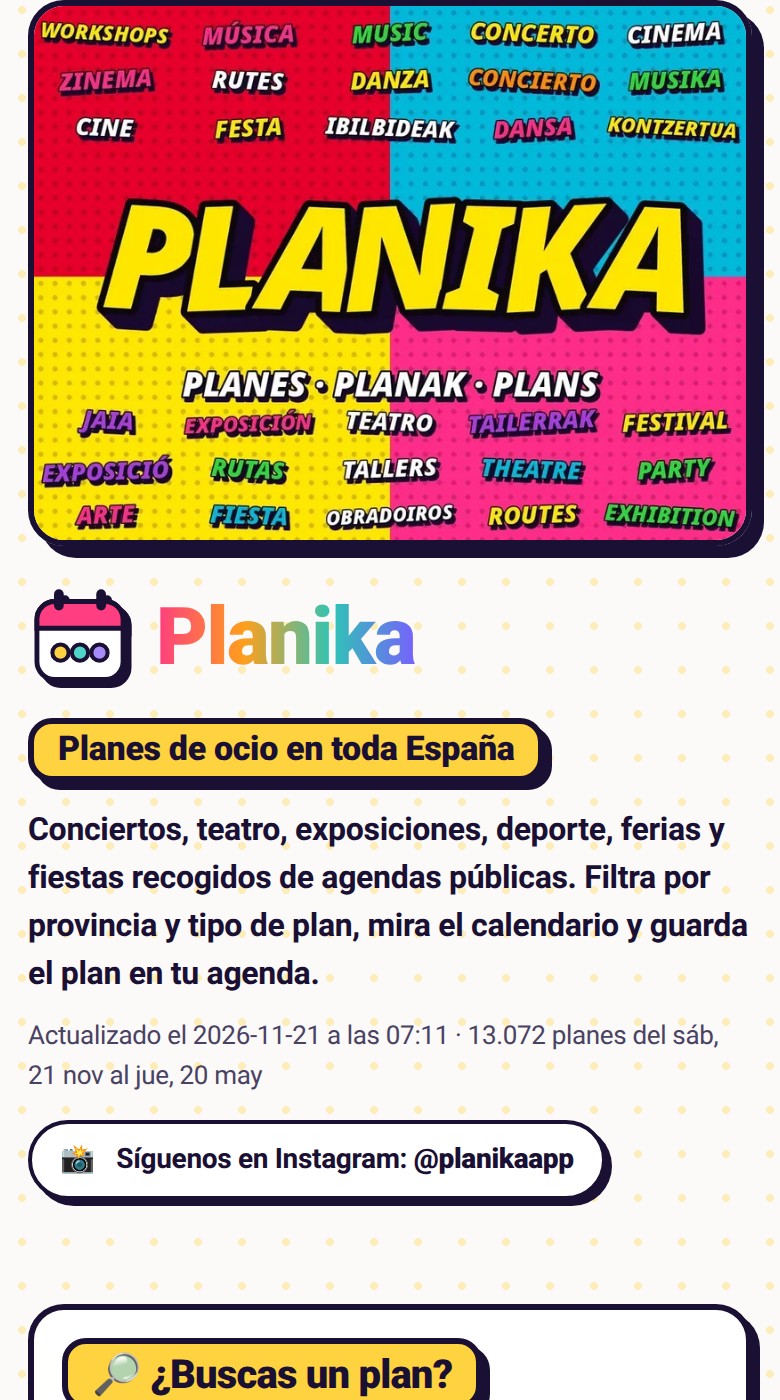 WORKSHOPS MÚSICA MUSIC CONCERTO CINEMA
ZINEMA RUTES DANZA CONCIERTO MUSIKA
CINE FESTA IBILBIDEAK DANSA KONTZERTUA
PLANIKA
PLANES · PLANAK · PLANS
JAIA EXPOSICIÓN TEATRO TAILERRAK FESTIVAL
EXPOSICIÓ RUTAS TALLERS THEATRE PARTY
ARTE FIESTA OBRADOIROS ROUTES EXHIBITION
Planika
Planes de ocio en toda España
Conciertos, teatro, exposiciones, deporte, ferias y
fiestas recogidos de agendas públicas. Filtra por
provincia y tipo de plan, mira el calendario y guarda
el plan en tu agenda.
Actualizado el 2026-11-21 a las 07:11 · 13.072 planes del sáb,
21 nov al jue, 20 may
Síguenos en Instagram: @planikaapp
¿Buscas un plan?